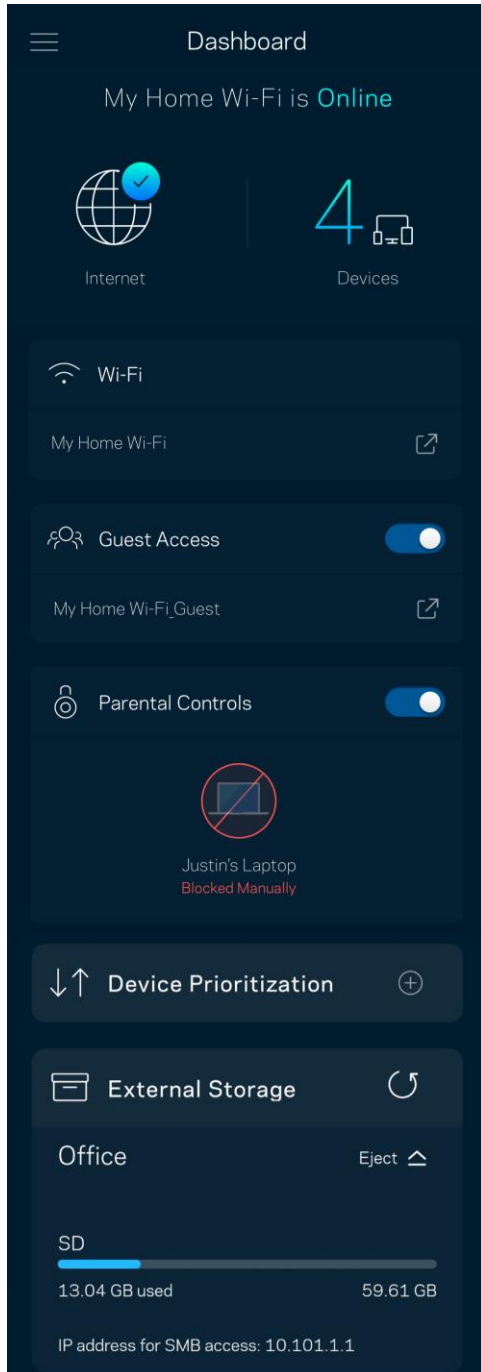 Dashboard
My Home Wi-Fi is Online
4
Internet
Devices
Wi-Fi
My Home Wi-Fi
Guest Access
My Home Wi-Fi_Guest
Parental Controls
Justin's Laptop
Blocked Manually
Device Prioritization
External Storage
Office
Eject
SD
13.04 GB used
59.61 GB
IP address for SMB access: 10.101.1.1